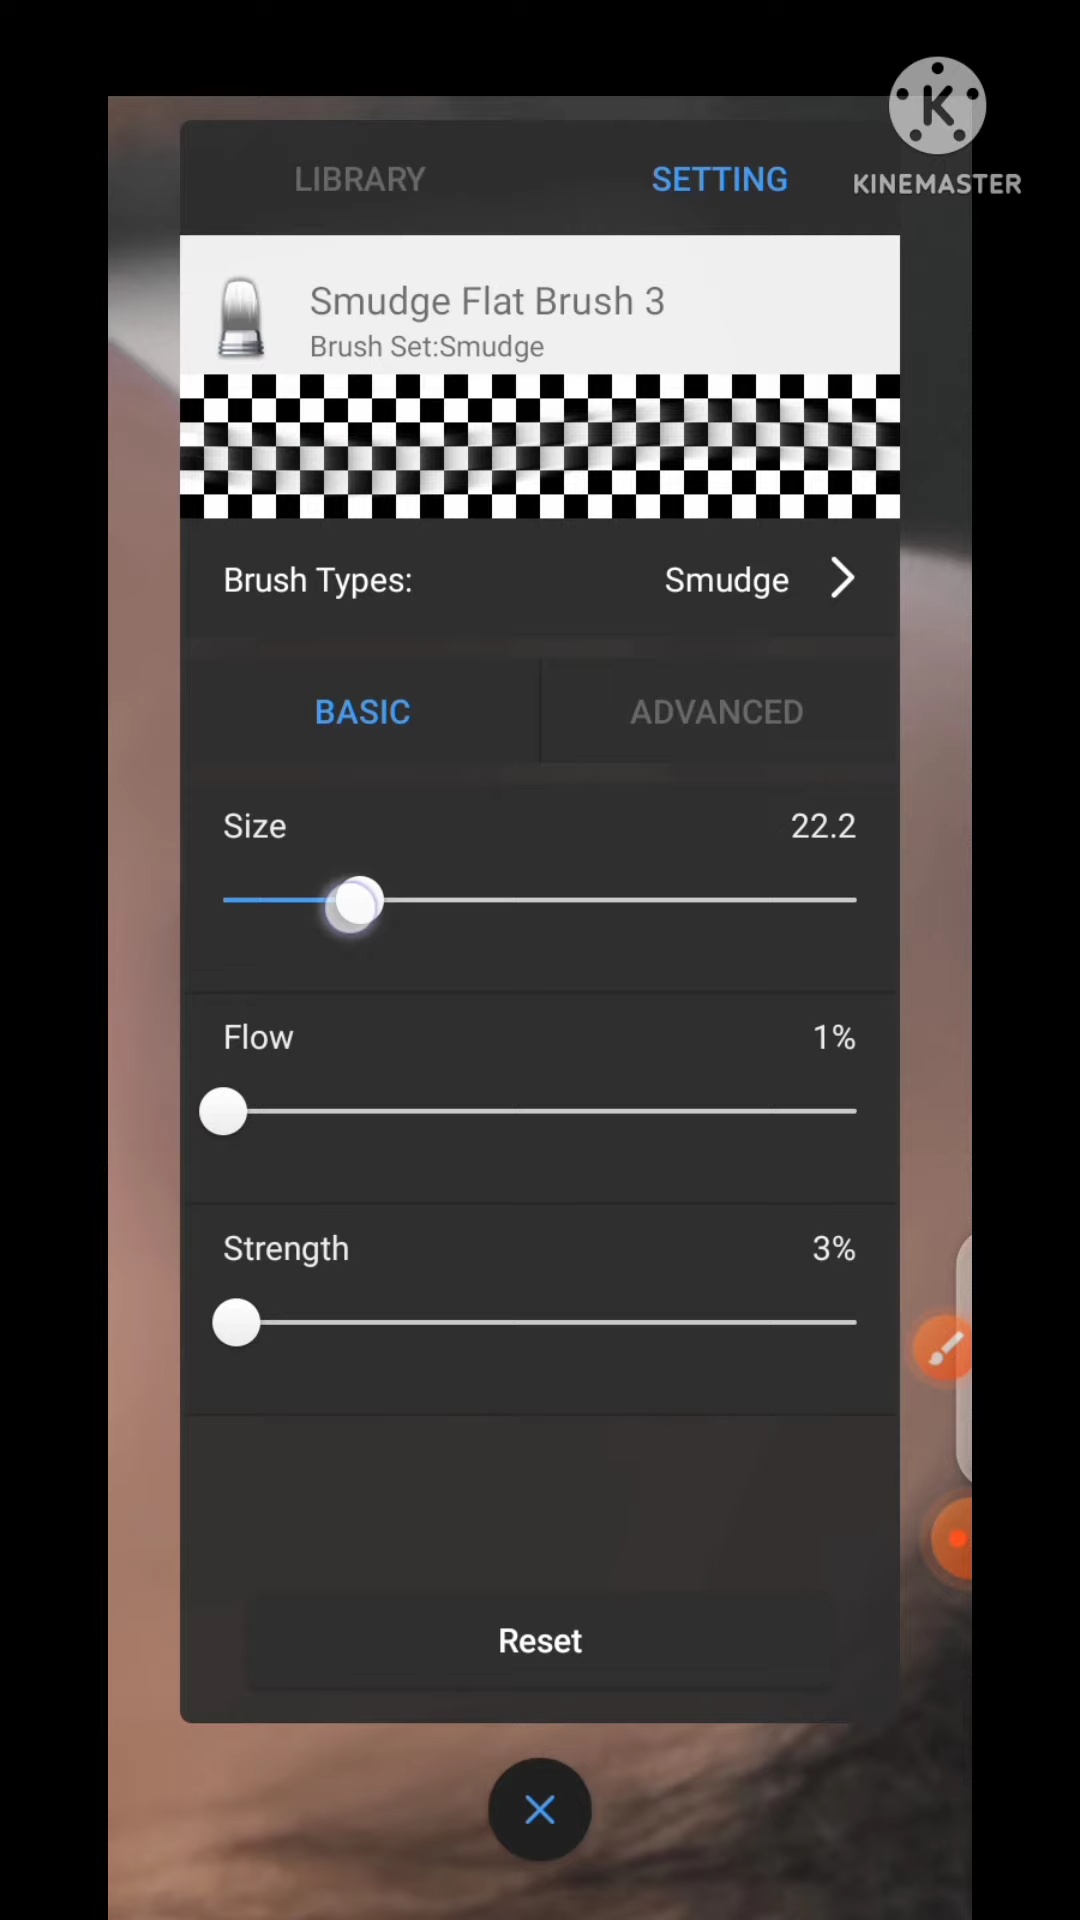 K
KINEMASTER
LIBRARY
SETTING
Smudge Flat Brush 3
Brush Set:Smudge
Brush Types:
Smudge
BASIC
ADVANCED
Size
22.2
Flow
1%
Strength
3%
Reset